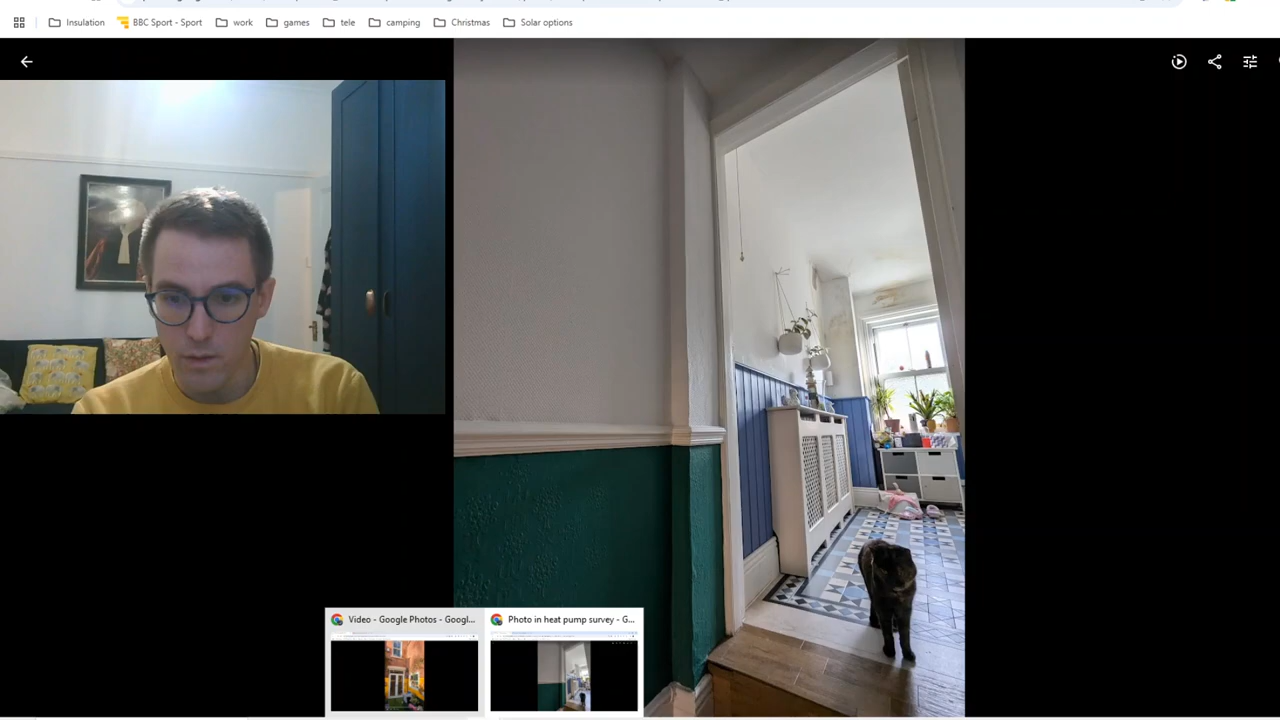 Insulation BBC Sport - Sport work games tele camping Christmas Solar options
Video - Google Photos - Googl... Photo in heat pump survey - G...